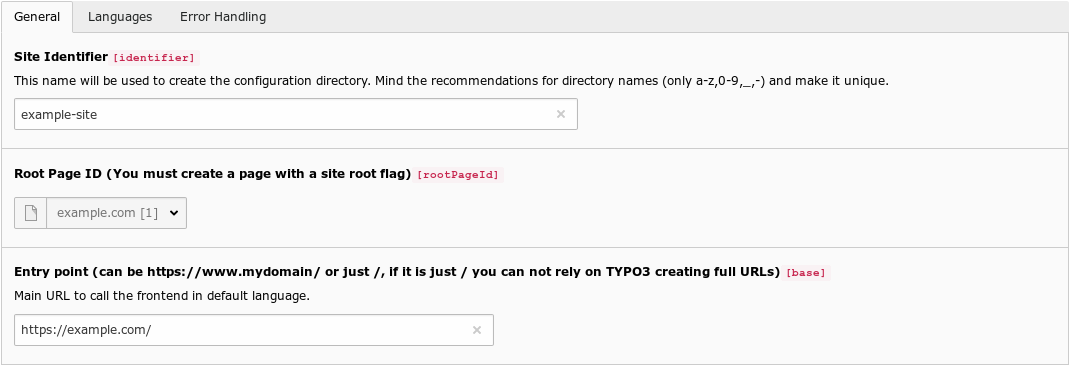 General Languages Error Handling
Site Identifier [identifier]
This name will be used to create the configuration directory. Mind the recommendations for directory names (only a-z,0-9,_,-) and make it unique.
example-site
Root Page ID (You must create a page with a site root flag) [rootPageId]
example.com [1]
Entry point (can be https://www.mydomain/ or just /, if it is just / you can not rely on TYPO3 creating full URLs) [base]
Main URL to call the frontend in default language.
https://example.com/